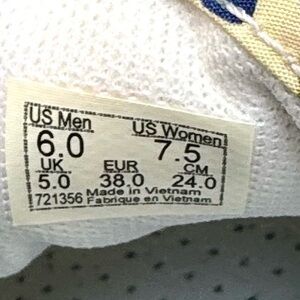 US Men US Women
6.0 7.5
UK EUR CM
5.0 38.0 24.0
Made in Vietnam
721356 Fabrique en Vietnam